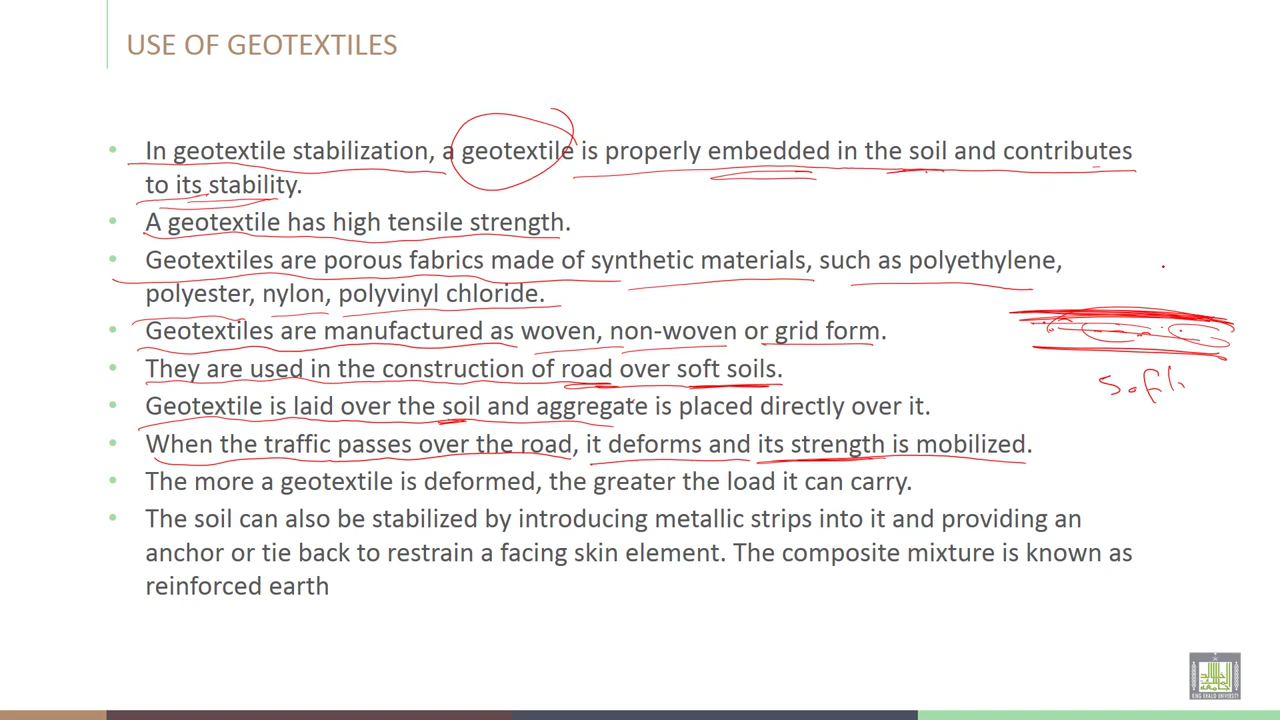 USE OF GEOTEXTILES
• In geotextile stabilization, a geotextile is properly embedded in the soil and contributes
to its stability.
• A geotextile has high tensile strength.
• Geotextiles are porous fabrics made of synthetic materials, such as polyethylene,
polyester, nylon, polyvinyl chloride.
• Geotextiles are manufactured as woven, non-woven or grid form.
• They are used in the construction of road over soft soils.
• Geotextile is laid over the soil and aggregate is placed directly over it.
• When the traffic passes over the road, it deforms and its strength is mobilized.
• The more a geotextile is deformed, the greater the load it can carry.
• The soil can also be stabilized by introducing metallic strips into it and providing an
anchor or tie back to restrain a facing skin element. The composite mixture is known as
reinforced earth
KING KHALID UNIVERSITY